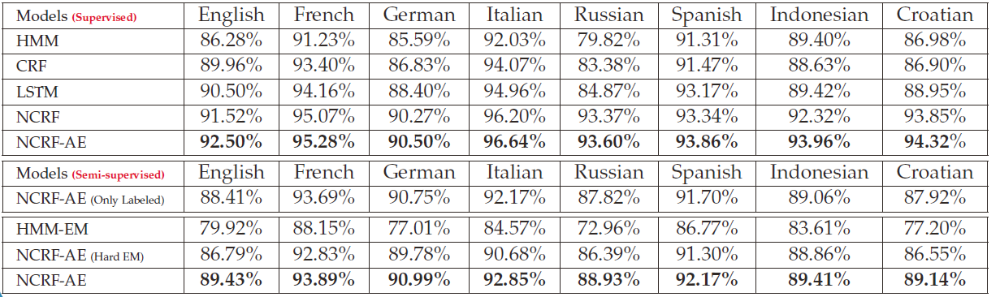 Models (Supervised) English French German Italian Russian Spanish Indonesian Croatian
HMM 86.28% 91.23% 85.59% 92.03% 79.82% 91.31% 89.40% 86.98%
CRF 89.96% 93.40% 86.83% 94.07% 83.38% 91.47% 88.63% 86.90%
LSTM 90.50% 94.16% 88.40% 94.96% 84.87% 93.17% 89.42% 88.95%
NCRF 91.52% 95.07% 90.27% 96.20% 93.37% 93.34% 92.32% 93.85%
NCRF-AE 92.50% 95.28% 90.50% 96.64% 93.60% 93.86% 93.96% 94.32%
Models (Semi-supervised) English French German Italian Russian Spanish Indonesian Croatian
NCRF-AE (Only Labeled) 88.41% 93.69% 90.75% 92.17% 87.82% 91.70% 89.06% 87.92%
HMM-EM 79.92% 88.15% 77.01% 84.57% 72.96% 86.77% 83.61% 77.20%
NCRF-AE (Hard EM) 86.79% 92.83% 89.78% 90.68% 86.39% 91.30% 88.86% 86.55%
NCRF-AE 89.43% 93.89% 90.99% 92.85% 88.93% 92.17% 89.41% 89.14%